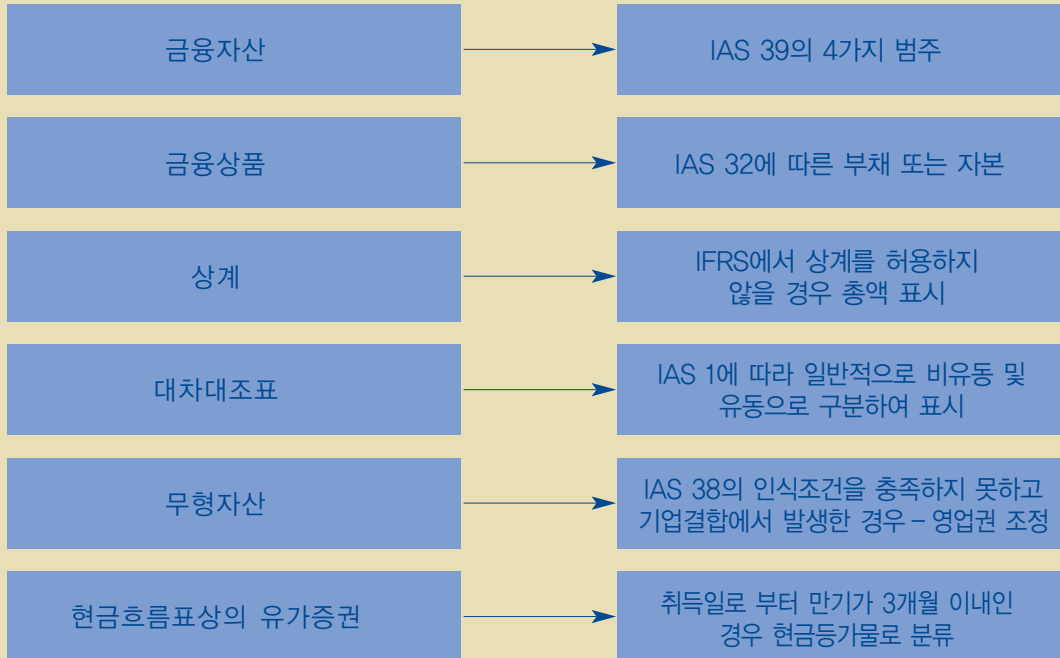 금융자산
IAS 39의 4가지 범주
금융상품
IAS 32에 따른 부채 또는 자본
상계
IFRS에서 상계를 허용하지
않을 경우 총액 표시
대차대조표
IAS 1에 따라 일반적으로 비유동 및
유동으로 구분하여 표시
무형자산
IAS 38의 인식조건을 충족하지 못하고
기업결합에서 발생한 경우 – 영업권 조정
현금흐름표상의 유가증권
취득일로 부터 만기가 3개월 이내인
경우 현금등가물로 분류